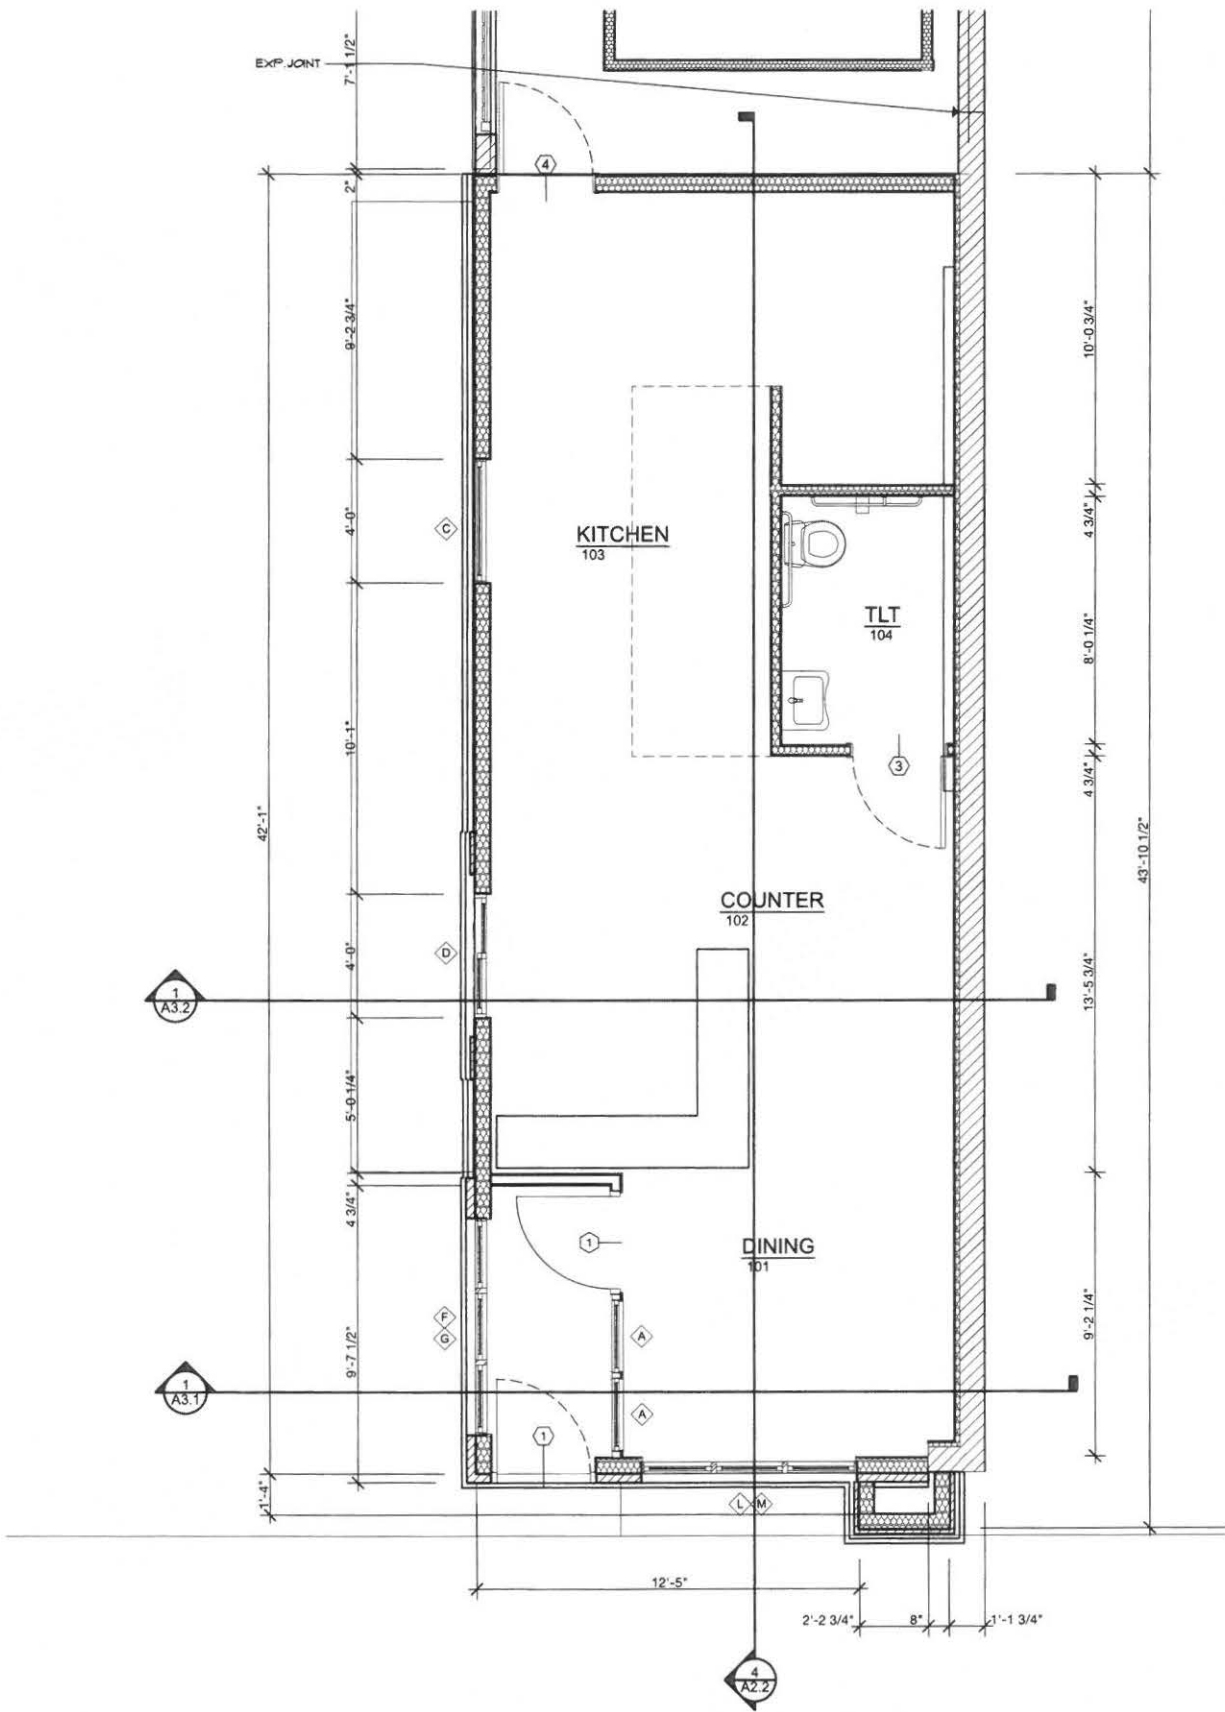 7'-1 1/2"
EXP. JOINT
4
2"
42'-1"
9'-2 3/4"
10'-0 3/4"
4'-0"
C
KITCHEN
103
4 3/4"
TLT
104
8'-0 1/4"
10'-1"
3
4 3/4"
43'-10 1/2"
COUNTER
102
4'-0"
D
1
A3.2
13'-5 3/4"
5'-0 1/4"
4 3/4"
1
DINING
101
F
G
A
9'-2 1/4"
9'-7 1/2"
1
A3.1
A
1
1'-4"
L
M
12'-5"
2'-2 3/4"
8"
1'-1 3/4"
4
A2.2